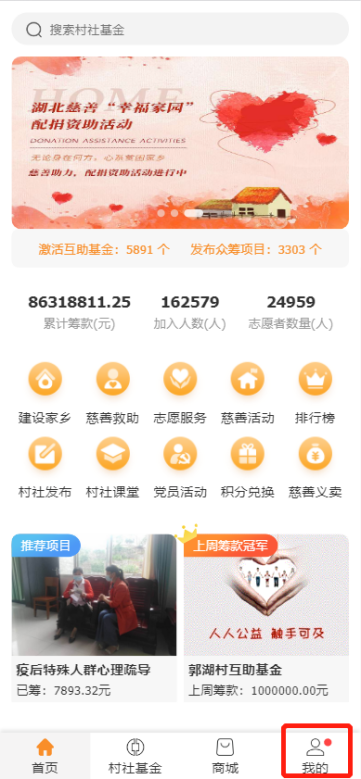 搜索村社基金
HOME
湖北慈善“幸福家园”
配捐资助活动
DONATION ASSISTANCE ACTIVITIES
无论身在何方，心系贫困家乡
慈善助力，配捐资助活动进行中
激活互助基金：5891 个 发布众筹项目：3303 个
86318811.25 162579 24959
累计筹款(元) 加入人数(人) 志愿者数量(人)
建设家乡 慈善救助 志愿服务 慈善活动 排行榜
村社发布 村社课堂 党员活动 积分兑换 慈善义卖
推荐项目 上周筹款冠军
人人公益 触手可及
疫后特殊人群心理疏导 郭湖村互助基金
已筹：7893.32元 上周筹款：1000000.00元
首页 村社基金 商城 我的